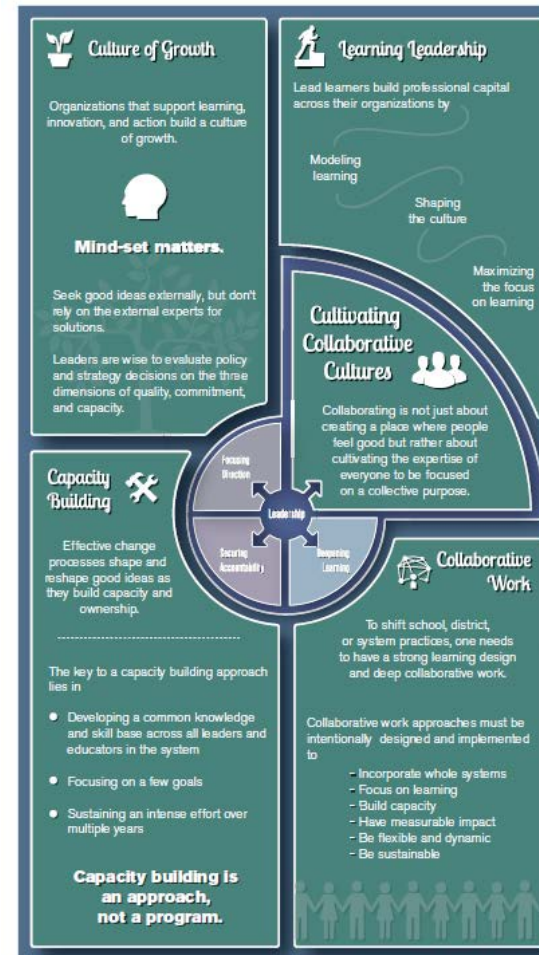 Culture of Growth
Organizations that support learning,
innovation, and action build a culture
of growth.
Mind-set matters.
Seek good ideas externally, but don't
rely on the external experts for
solutions.
Leaders are wise to evaluate policy
and strategy decisions on the three
dimensions of quality, commitment,
and capacity.
Learning Leadership
Lead learners build professional capital
across their organizations by
Modeling
learning
Shaping
the culture
Maximizing
the focus
on learning
Cultivating
Collaborative
Cultures
Collaborating is not just about
creating a place where people
feel good but rather about
cultivating the expertise of
everyone to be focused
on a collective purpose.
Focusing
Direction
Leadership
Securing
Accountability
Deepening
Learning
Capacity
Building
Effective change
processes shape and
reshape good ideas as
they build capacity and
ownership.
The key to a capacity building approach
lies in
● Developing a common knowledge
and skill base across all leaders and
educators in the system
● Focusing on a few goals
● Sustaining an intense effort over
multiple years
Capacity building is
an approach,
not a program.
Collaborative
Work
To shift school, district,
or system practices, one needs
to have a strong learning design
and deep collaborative work.
Collaborative work approaches must be
intentionally designed and implemented
to
- Incorporate whole systems
- Focus on learning
- Build capacity
- Have measurable impact
- Be flexible and dynamic
- Be sustainable